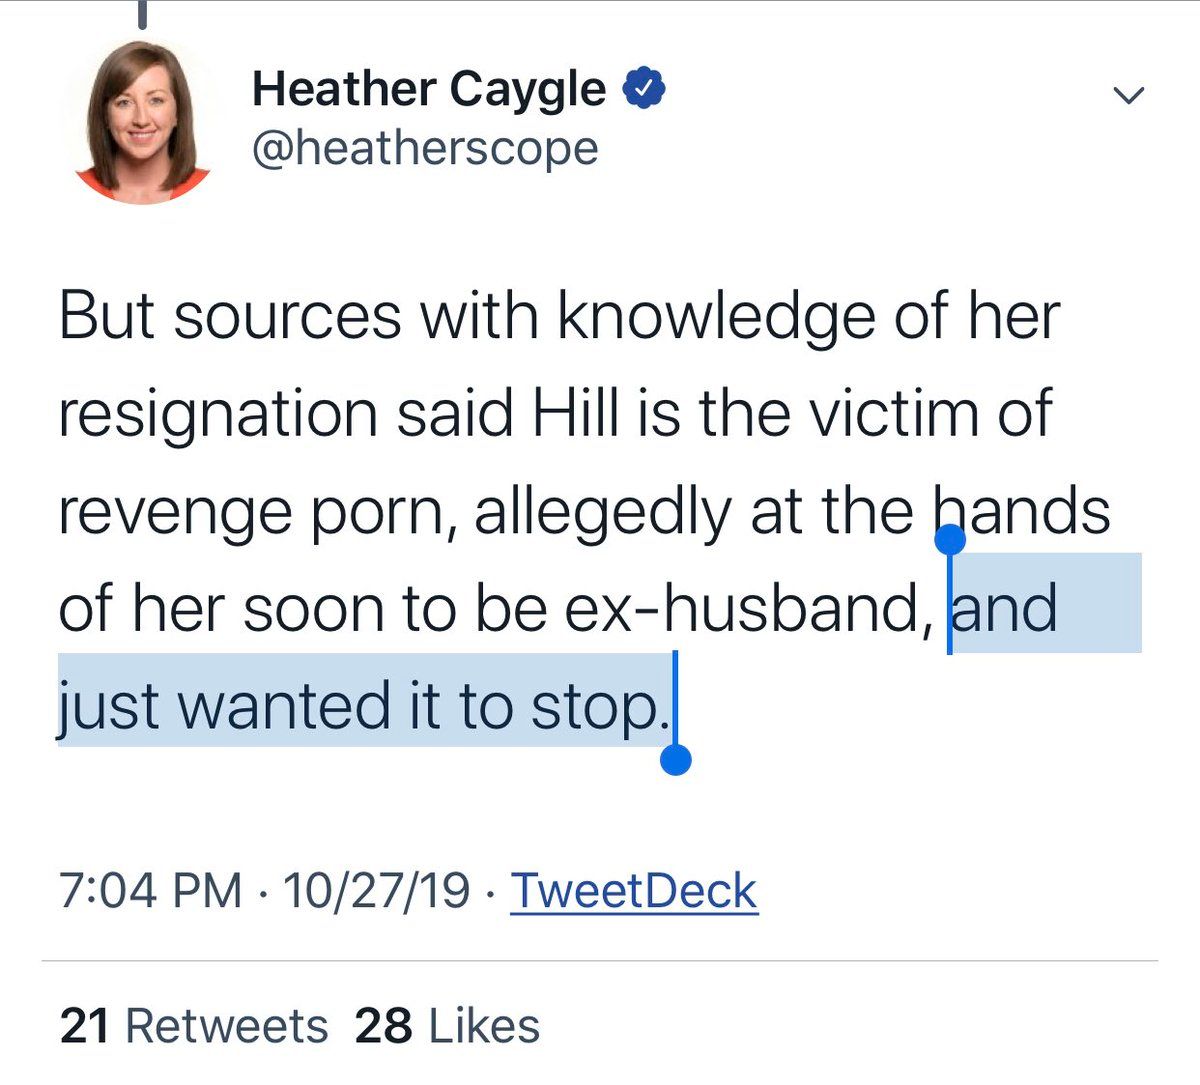 Heather Caygle
@heatherscope
But sources with knowledge of her
resignation said Hill is the victim of
revenge porn, allegedly at the hands
of her soon to be ex-husband, and
just wanted it to stop.
7:04 PM · 10/27/19 · TweetDeck
21 Retweets 28 Likes